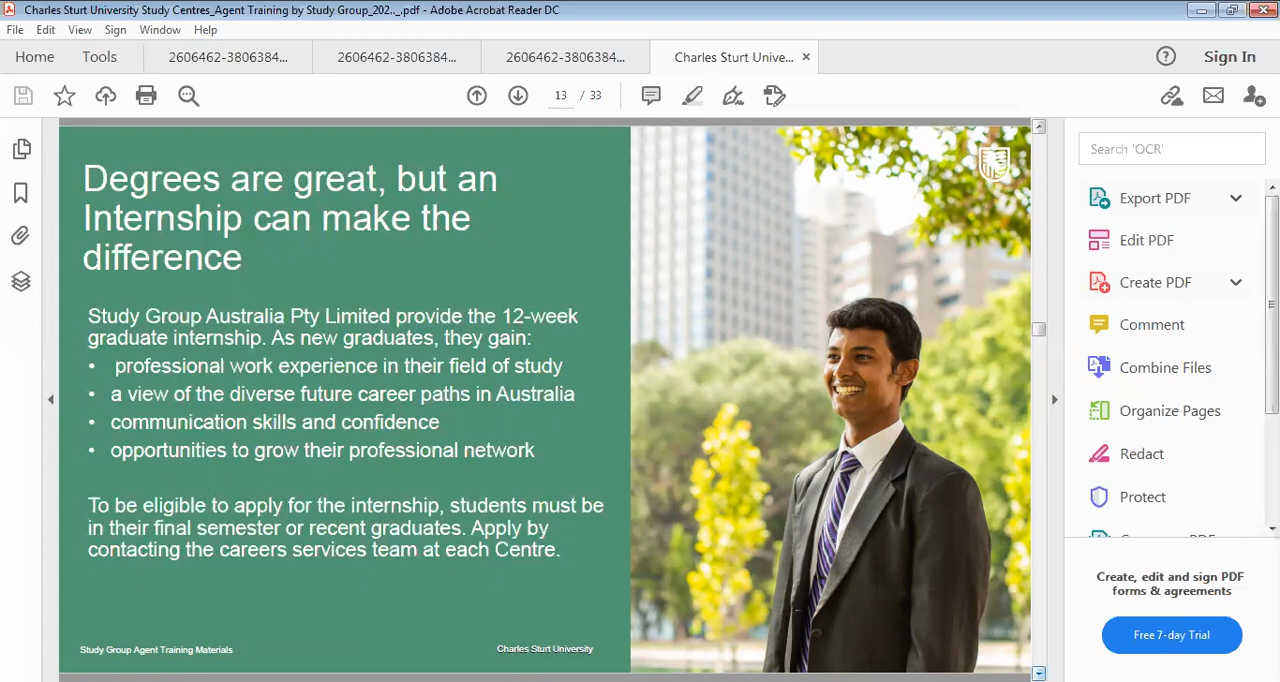 Charles Sturt University Study Centres_Agent Training by Study Group_202..._.pdf - Adobe Acrobat Reader DC
File Edit View Sign Window Help
Home Tools 2606462-3806384... 2606462-3806384... 2606462-3806384... Charles Sturt Unive... × ? Sign In
13 / 33
Degrees are great, but an
Internship can make the
difference
Study Group Australia Pty Limited provide the 12-week
graduate internship. As new graduates, they gain:
• professional work experience in their field of study
• a view of the diverse future career paths in Australia
• communication skills and confidence
• opportunities to grow their professional network
To be eligible to apply for the internship, students must be
in their final semester or recent graduates. Apply by
contacting the careers services team at each Centre.
Study Group Agent Training Materials
Charles Sturt University
Search 'OCR'
Export PDF
Edit PDF
Create PDF
Comment
Combine Files
Organize Pages
Redact
Protect
Create, edit and sign PDF
forms & agreements
Free 7-day Trial